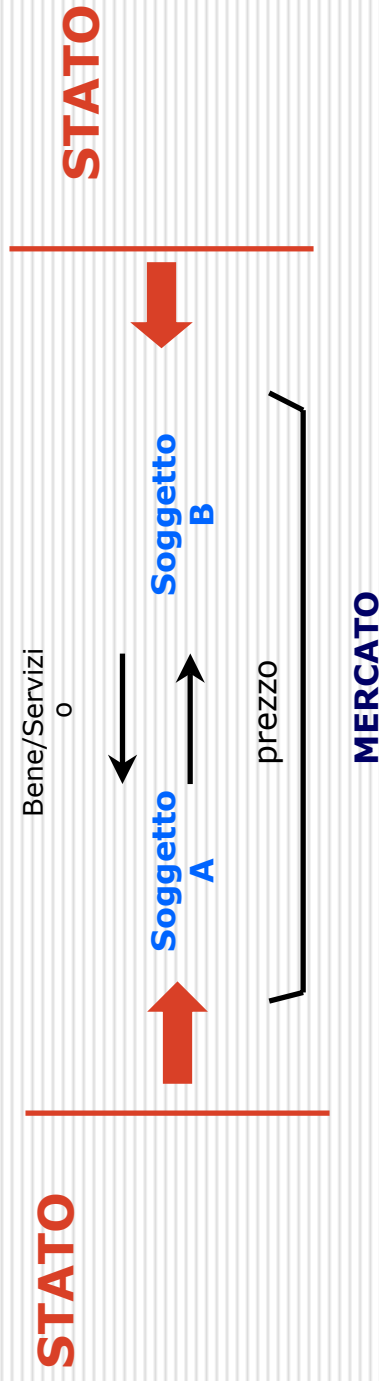 STATO
STATO
Bene/Servizi
o
Soggetto
A
Soggetto
B
prezzo
MERCATO